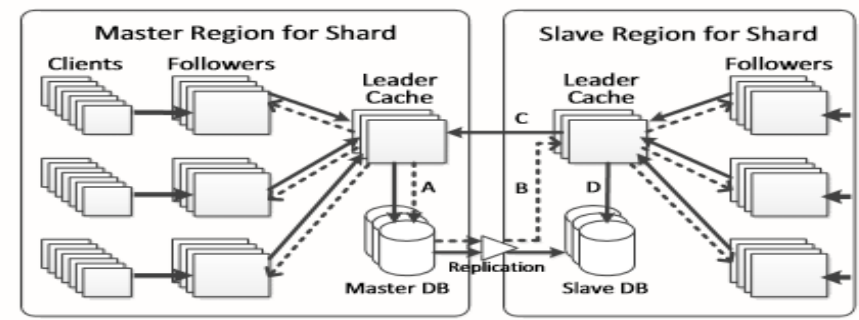 Master Region for Shard
Slave Region for Shard
Clients
Followers
Leader
Cache
Leader
Cache
Followers
C
A
B
D
Replication
Master DB
Slave DB